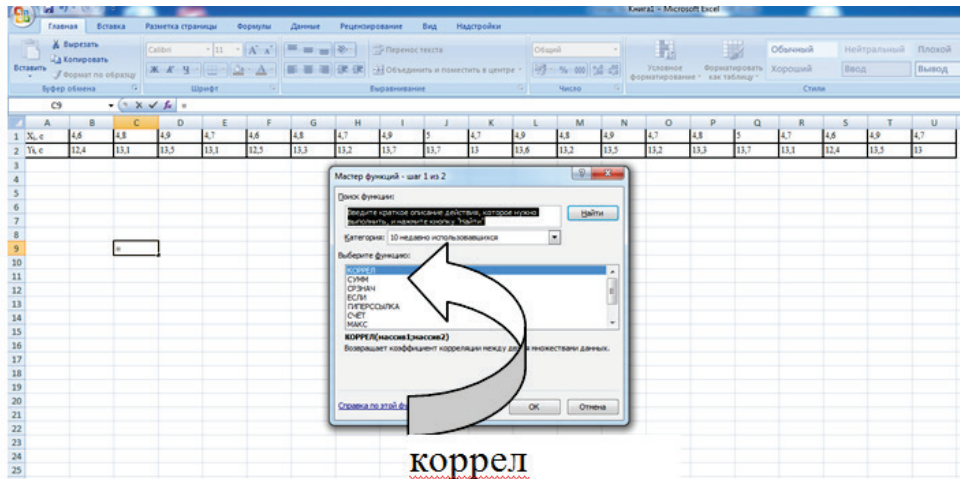 Книга1 - Microsoft Excel
Главная Вставка Разметка страницы Формулы Данные Рецензирование Вид Надстройки
Вставить
Вырезать
Копировать
Формат по образцу
Буфер обмена
Calibri 11
Ж К Ч
Шрифт
Перенос текста
Объединить и поместить в центре
Выравнивание
Общий
% 000
Число
Условное форматирование
Форматировать как таблицу
Обычный Нейтральный Плохой
Хороший Ввод Вывод
Стили
C9 =
A B C D E F G H I J K L M N O P Q R S T U
1 Xi, с 4,6 4,8 4,9 4,7 4,6 4,8 4,7 4,9 5 4,7 4,9 4,8 4,9 4,7 4,8 5 4,7 4,6 4,9 4,7
2 Yi, с 12,4 13,1 13,5 13,1 12,5 13,3 13,2 13,7 13,7 13 13,6 13,2 13,5 13,2 13,3 13,7 13,1 12,4 13,5 13
3
4
5
6
7
8
9 =
10
11
12
13
14
15
16
17
18
19
20
21
22
23
24
25
Мастер функций - шаг 1 из 2
Поиск функции:
Введите краткое описание действия, которое нужно
выполнить, и нажмите кнопку "Найти"
Найти
Категория: 10 недавно использовавшихся
Выберите функцию:
КОРРЕЛ
СУММ
СРЗНАЧ
ЕСЛИ
ГИПЕРССЫЛКА
СЧЁТ
МАКС
КОРРЕЛ(массив1;массив2)
Возвращает коэффициент корреляции между множествами данных.
Справка по этой
OK Отмена
коррел